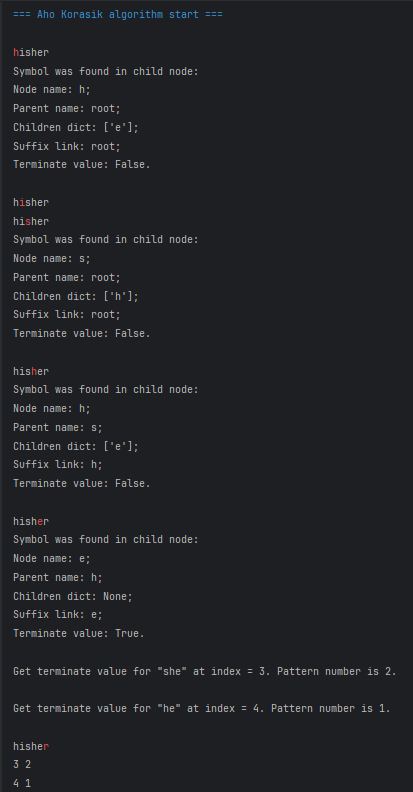 === Aho Korasik algorithm start ===
hisher
Symbol was found in child node:
Node name: h;
Parent name: root;
Children dict: ['e'];
Suffix link: root;
Terminate value: False.
hisher
hisher
Symbol was found in child node:
Node name: s;
Parent name: root;
Children dict: ['h'];
Suffix link: root;
Terminate value: False.
hisher
Symbol was found in child node:
Node name: h;
Parent name: s;
Children dict: ['e'];
Suffix link: h;
Terminate value: False.
hisher
Symbol was found in child node:
Node name: e;
Parent name: h;
Children dict: None;
Suffix link: e;
Terminate value: True.
Get terminate value for "she" at index = 3. Pattern number is 2.
Get terminate value for "he" at index = 4. Pattern number is 1.
hisher
3 2
4 1